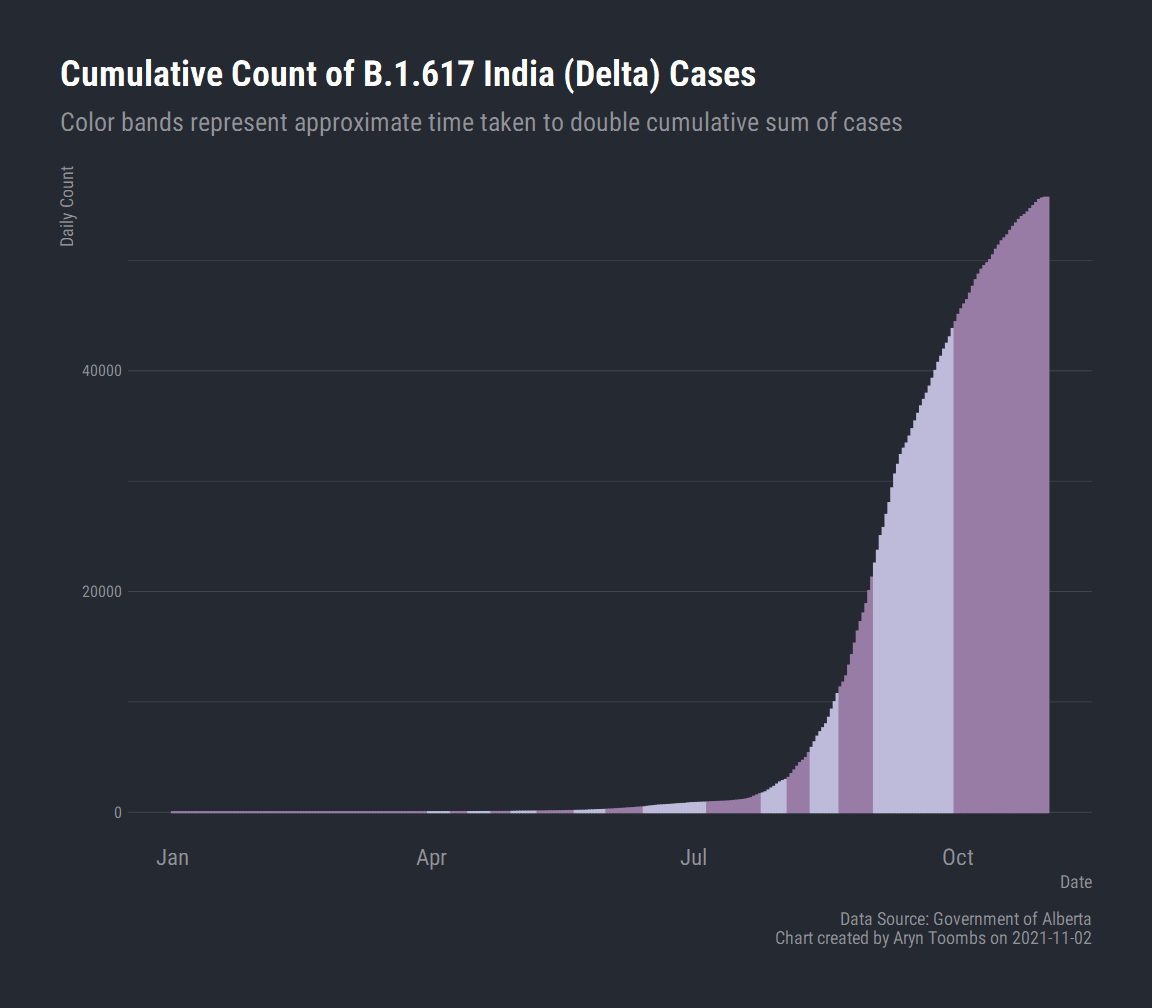 Cumulative Count of B.1.617 India (Delta) Cases
Color bands represent approximate time taken to double cumulative sum of cases
Daily Count
40000
20000
0
Jan Apr Jul Oct
Date
Data Source: Government of Alberta
Chart created by Aryn Toombs on 2021-11-02